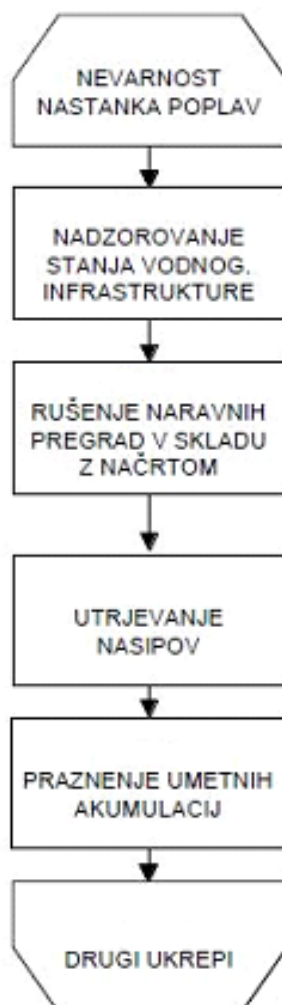 NEVARNOST
NASTANKA POPLAV
NADZOROVANJE
STANJA VODNOG.
INFRASTRUKTURE
RUŠENJE NARAVNIH
PREGRAD V SKLADU
Z NAČRTOM
UTRJEVANJE
NASIPOV
PRAZNENJE UMETNIH
AKUMULACIJ
DRUGI UKREPI